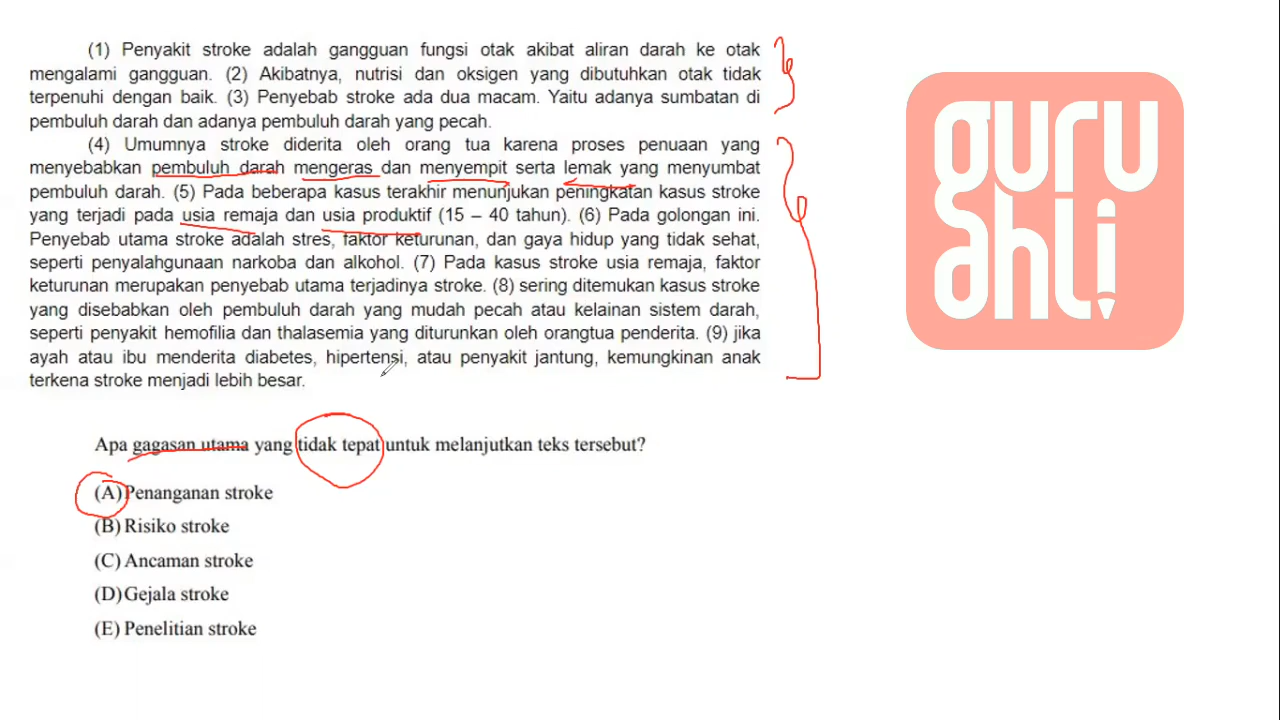 (1) Penyakit stroke adalah gangguan fungsi otak akibat aliran darah ke otak
mengalami gangguan. (2) Akibatnya, nutrisi dan oksigen yang dibutuhkan otak tidak
terpenuhi dengan baik. (3) Penyebab stroke ada dua macam. Yaitu adanya sumbatan di
pembuluh darah dan adanya pembuluh darah yang pecah.
(4) Umumnya stroke diderita oleh orang tua karena proses penuaan yang
menyebabkan pembuluh darah mengeras dan menyempit serta lemak yang menyumbat
pembuluh darah. (5) Pada beberapa kasus terakhir menunjukan peningkatan kasus stroke
yang terjadi pada usia remaja dan usia produktif (15 – 40 tahun). (6) Pada golongan ini.
Penyebab utama stroke adalah stres, faktor keturunan, dan gaya hidup yang tidak sehat,
seperti penyalahgunaan narkoba dan alkohol. (7) Pada kasus stroke usia remaja, faktor
keturunan merupakan penyebab utama terjadinya stroke. (8) sering ditemukan kasus stroke
yang disebabkan oleh pembuluh darah yang mudah pecah atau kelainan sistem darah,
seperti penyakit hemofilia dan thalasemia yang diturunkan oleh orangtua penderita. (9) jika
ayah atau ibu menderita diabetes, hipertensi, atau penyakit jantung, kemungkinan anak
terkena stroke menjadi lebih besar.
Apa gagasan utama yang tidak tepat untuk melanjutkan teks tersebut?
(A) Penanganan stroke
(B) Risiko stroke
(C) Ancaman stroke
(D) Gejala stroke
(E) Penelitian stroke
guru
ahli